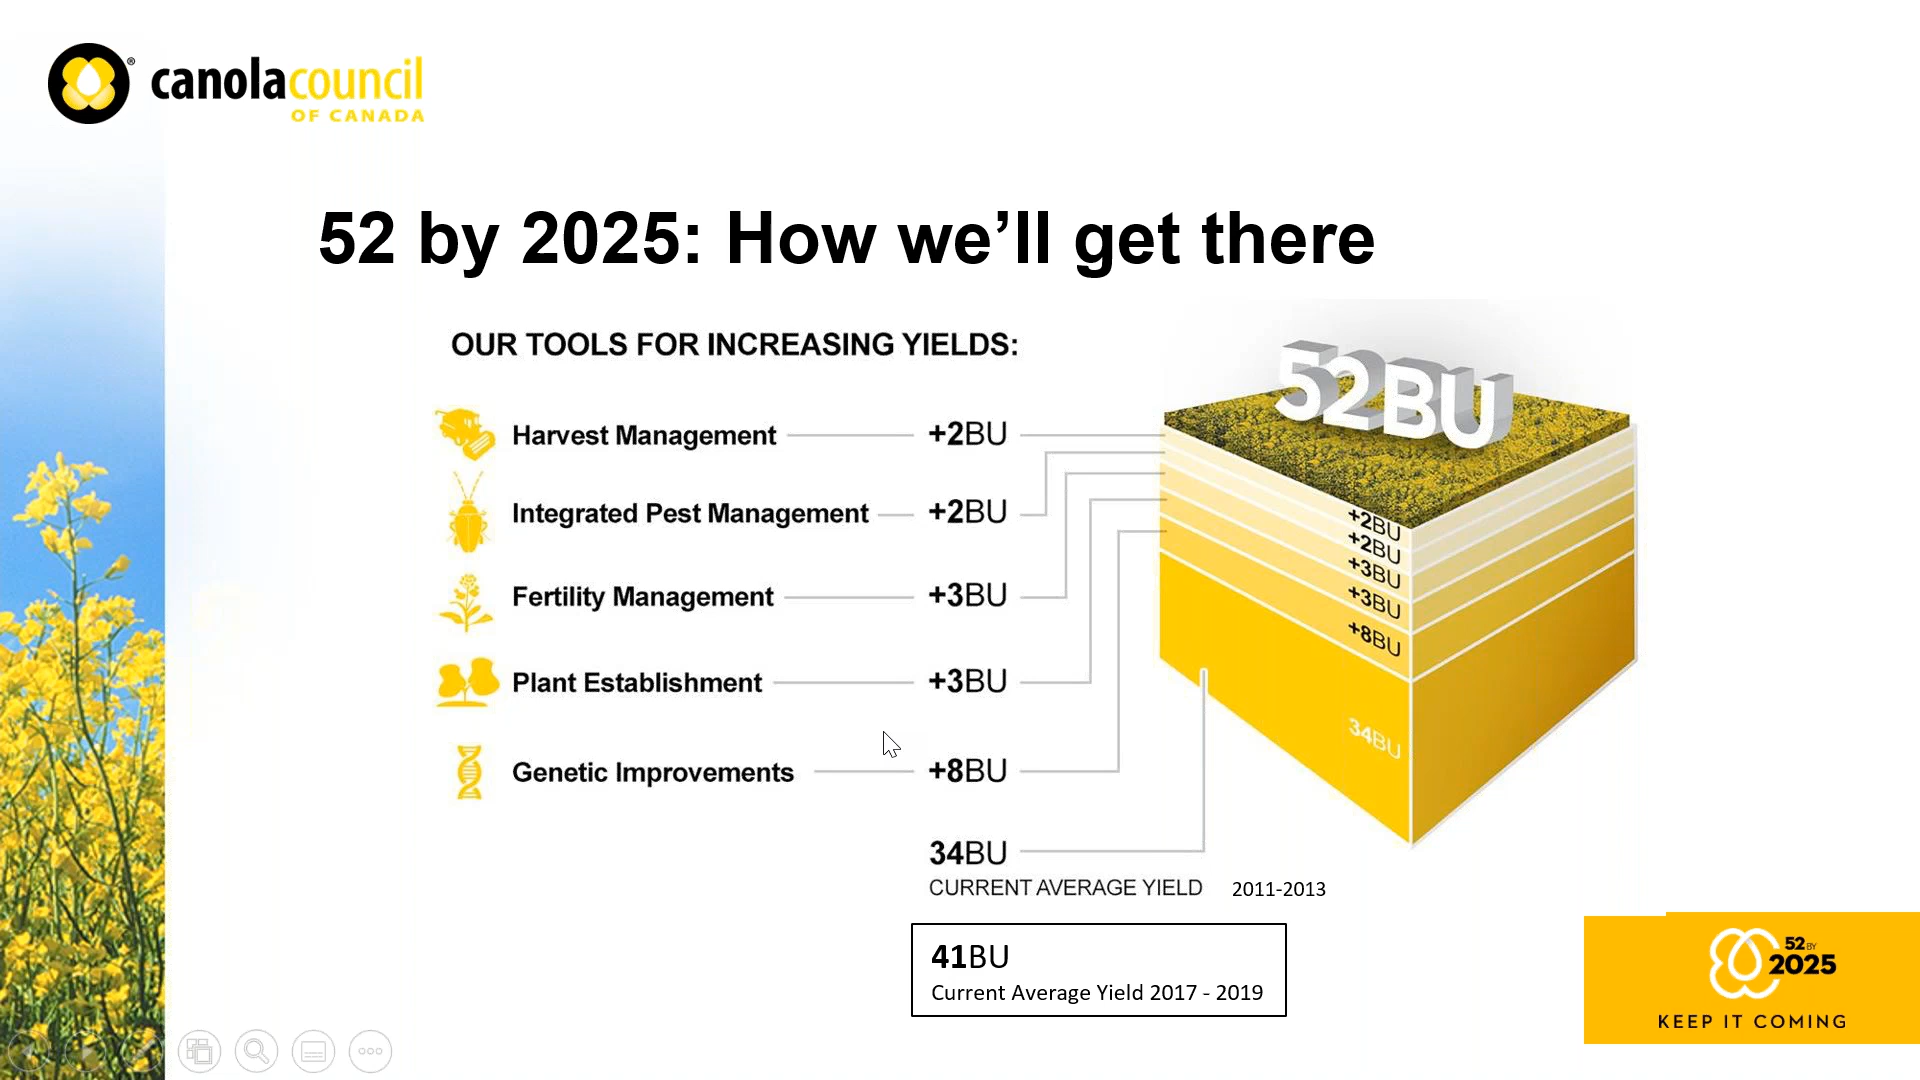 canolacouncil
OF CANADA
52 by 2025: How we’ll get there
OUR TOOLS FOR INCREASING YIELDS:
Harvest Management +2BU
Integrated Pest Management +2BU
Fertility Management +3BU
Plant Establishment +3BU
Genetic Improvements +8BU
34BU
CURRENT AVERAGE YIELD 2011-2013
41BU
Current Average Yield 2017 - 2019
52BU
+2BU
+2BU
+3BU
+3BU
+8BU
34BU
52 BY
2025
KEEP IT COMING